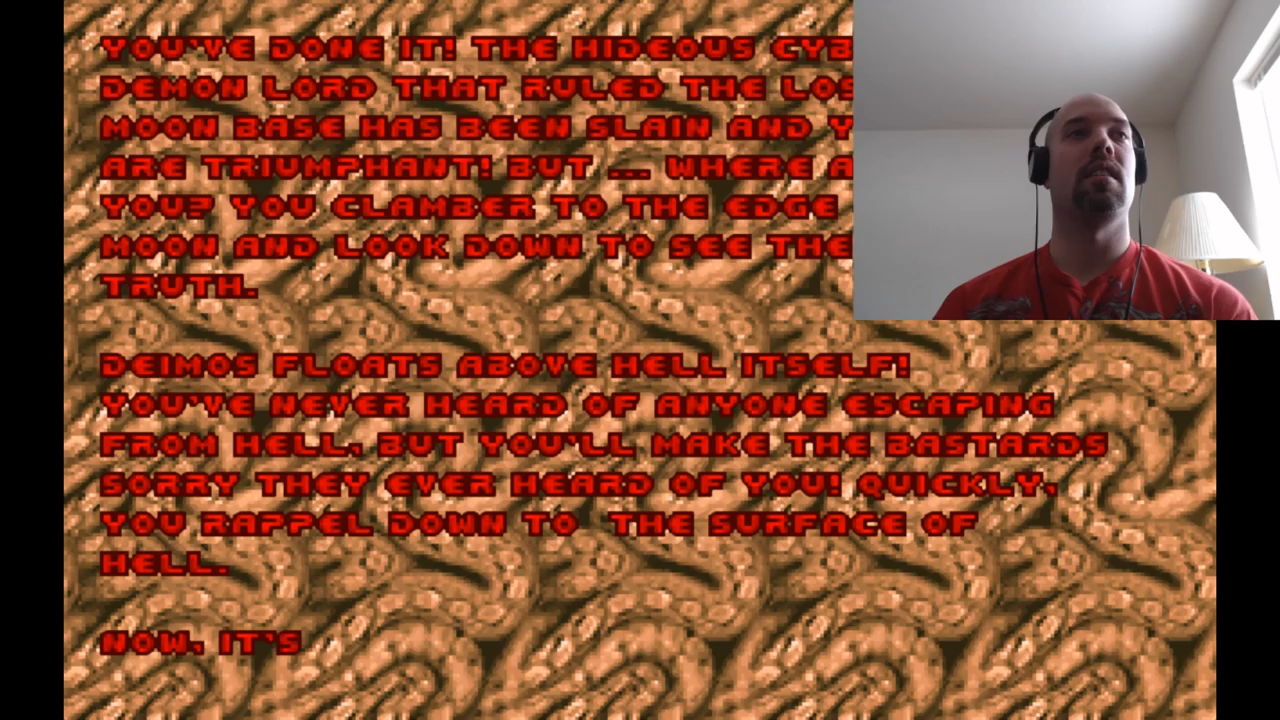 YOU'VE DONE IT! THE HIDEOUS CYB
DEMON LORD THAT RULED THE LOS
MOON BASE HAS BEEN SLAIN AND Y
ARE TRIUMPHANT! BUT ... WHERE A
YOU? YOU CLAMBER TO THE EDGE
MOON AND LOOK DOWN TO SEE THE
TRUTH.
DEIMOS FLOATS ABOVE HELL ITSELF!
YOU'VE NEVER HEARD OF ANYONE ESCAPING
FROM HELL, BUT YOU'LL MAKE THE BASTARDS
SORRY THEY EVER HEARD OF YOU! QUICKLY,
YOU RAPPEL DOWN TO THE SURFACE OF
HELL.
NOW, IT'S